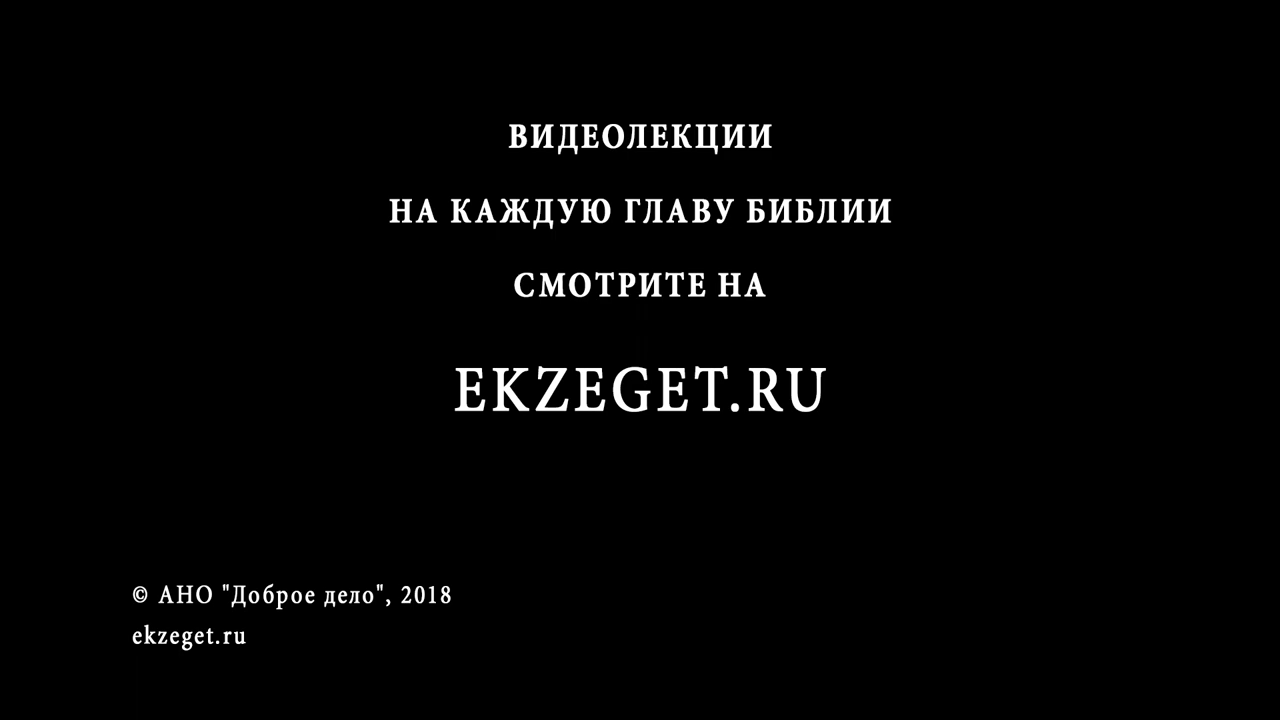 ВИДЕОЛЕКЦИИ
НА КАЖДУЮ ГЛАВУ БИБЛИИ
СМОТРИТЕ НА
EKZEGET.RU
© АНО "Доброе дело", 2018
ekzeget.ru